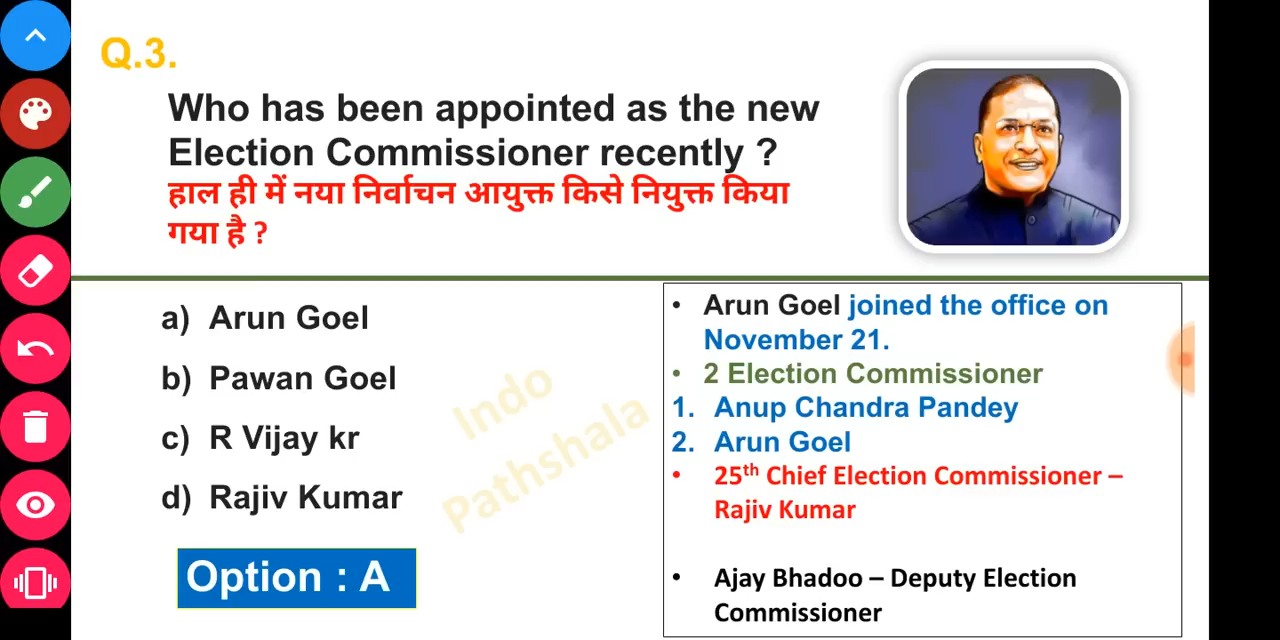 Q.3.
Who has been appointed as the new
Election Commissioner recently ?
हाल ही में नया निर्वाचन आयुक्त किसे नियुक्त किया
गया है ?
a) Arun Goel
b) Pawan Goel
c) R Vijay kr
d) Rajiv Kumar
Option : A
• Arun Goel joined the office on
November 21.
• 2 Election Commissioner
1. Anup Chandra Pandey
2. Arun Goel
• 25th Chief Election Commissioner –
Rajiv Kumar
• Ajay Bhadoo – Deputy Election
Commissioner
Indo
Pathshala